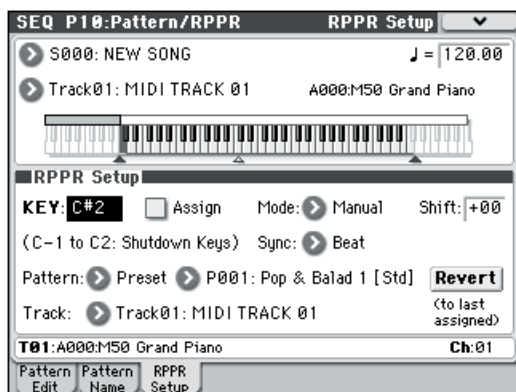 SEQ P10:Pattern/RPPR RPPR Setup
S000: NEW SONG ♩= 120.00
Track01: MIDI TRACK 01 A000:M50 Grand Piano
RPPR Setup
KEY: C#2 Assign Mode: Manual Shift: +00
(C-1 to C2: Shutdown Keys) Sync: Beat
Pattern: Preset P001: Pop & Balad 1 [Std] Revert
Track: Track01: MIDI TRACK 01 (to last
assigned)
T01:A000:M50 Grand Piano Ch:01
Pattern Pattern RPPR
Edit Name Setup